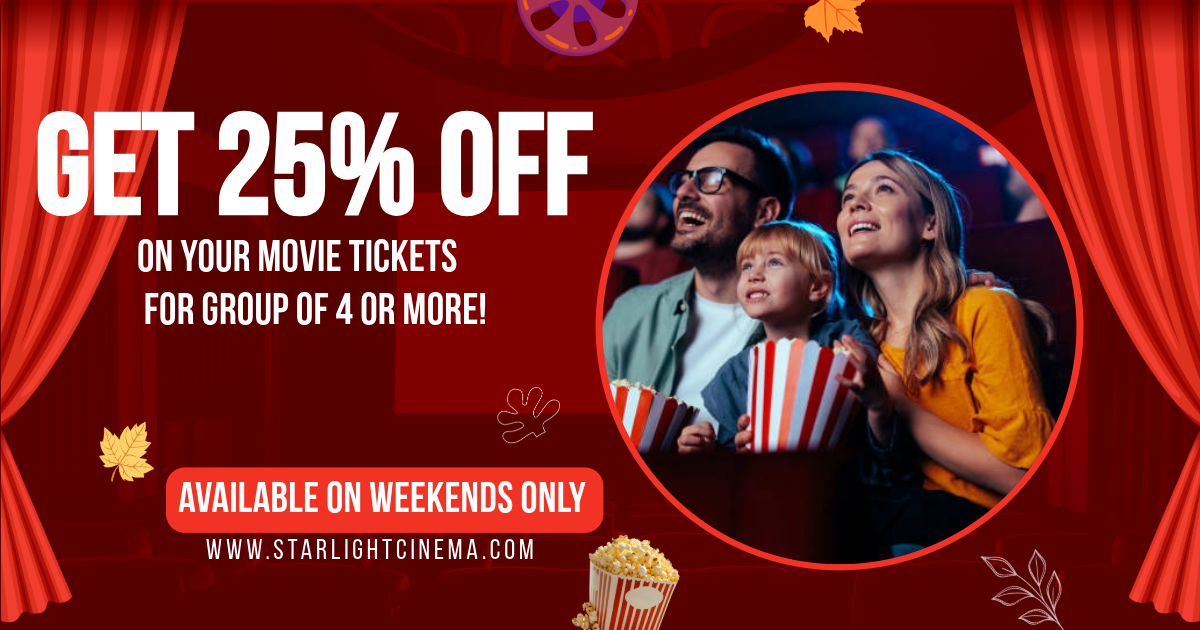 GET 25% OFF
ON YOUR MOVIE TICKETS
FOR GROUP OF 4 OR MORE!
AVAILABLE ON WEEKENDS ONLY
WWW.STARLIGHTCINEMA.COM